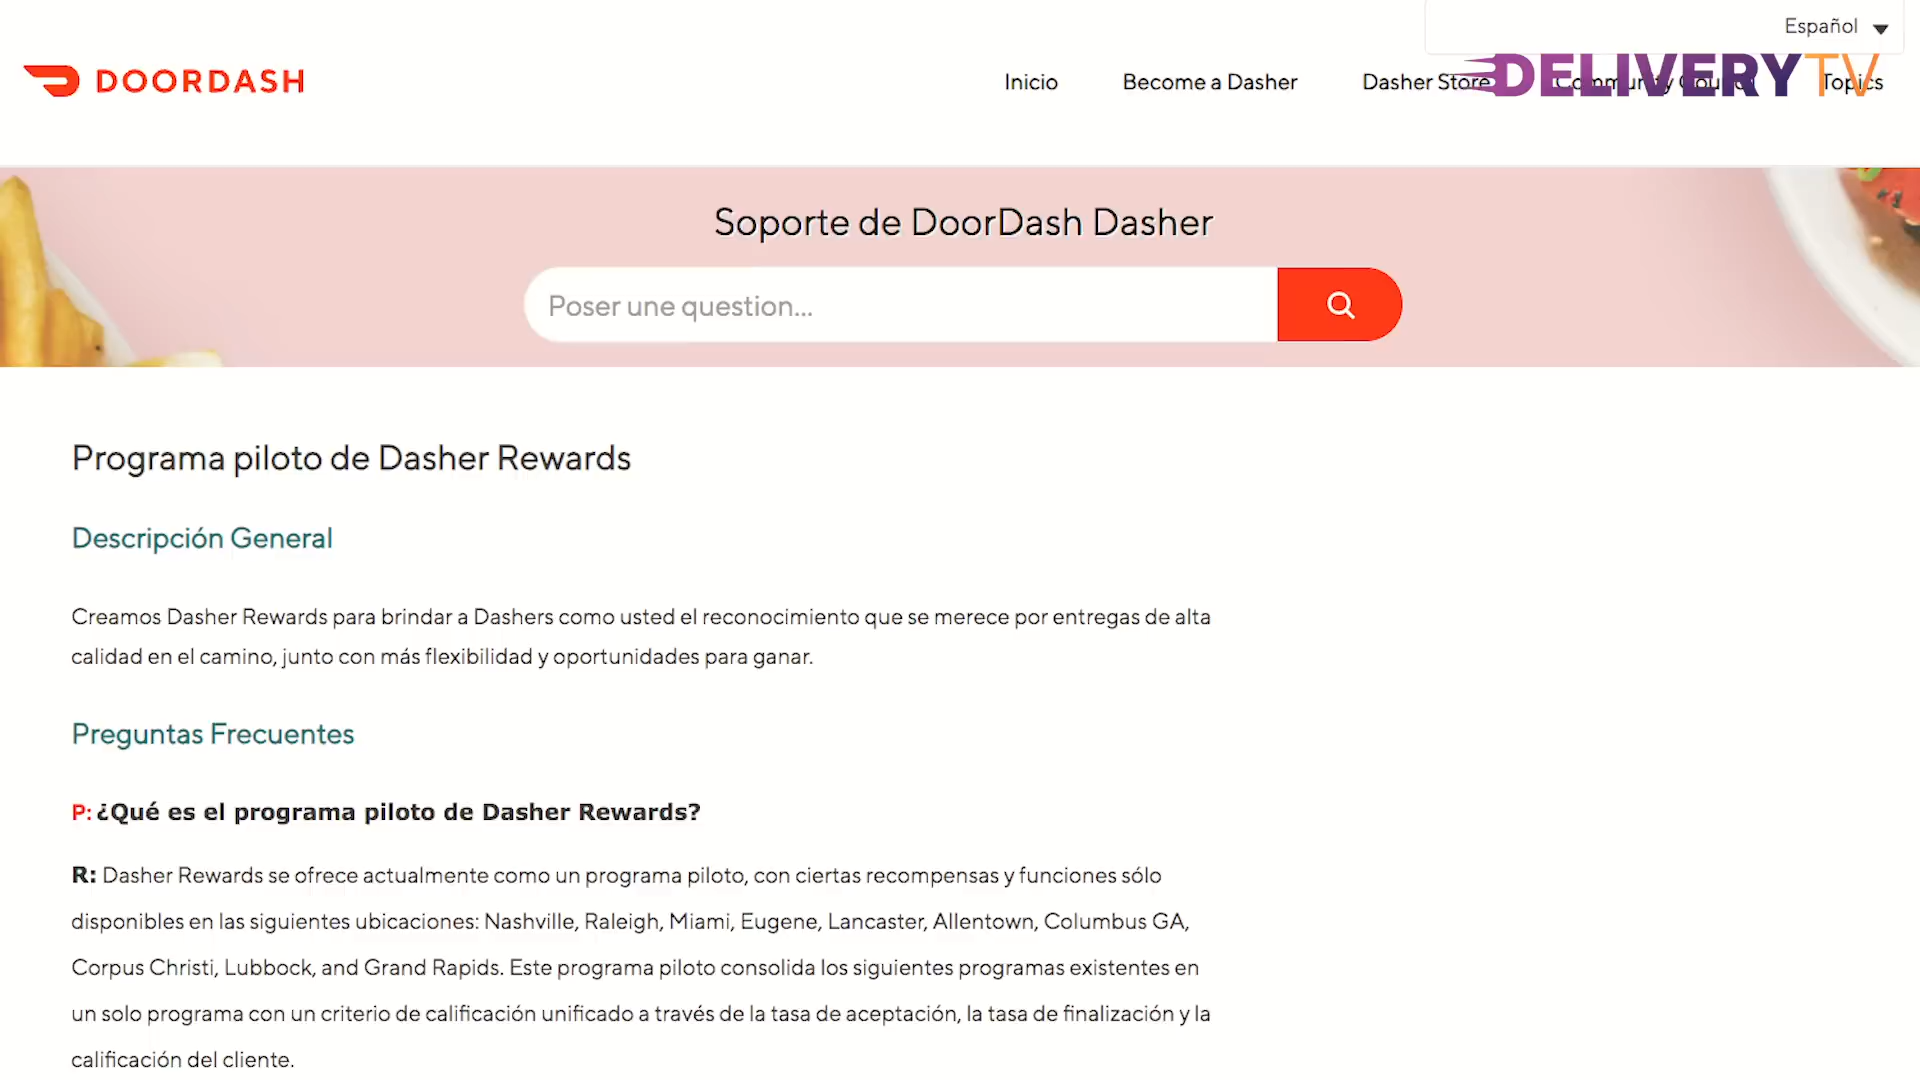 Español
DOORDASH
Inicio
Become a Dasher
Dasher Store
Topics
DELIVERYTV
Soporte de DoorDash Dasher
Poser une question...
Programa piloto de Dasher Rewards
Descripción General
Creamos Dasher Rewards para brindar a Dashers como usted el reconocimiento que se merece por entregas de alta
calidad en el camino, junto con más flexibilidad y oportunidades para ganar.
Preguntas Frecuentes
P: ¿Qué es el programa piloto de Dasher Rewards?
R: Dasher Rewards se ofrece actualmente como un programa piloto, con ciertas recompensas y funciones sólo
disponibles en las siguientes ubicaciones: Nashville, Raleigh, Miami, Eugene, Lancaster, Allentown, Columbus GA,
Corpus Christi, Lubbock, and Grand Rapids. Este programa piloto consolida los siguientes programas existentes en
un solo programa con un criterio de calificación unificado a través de la tasa de aceptación, la tasa de finalización y la
calificación del cliente.